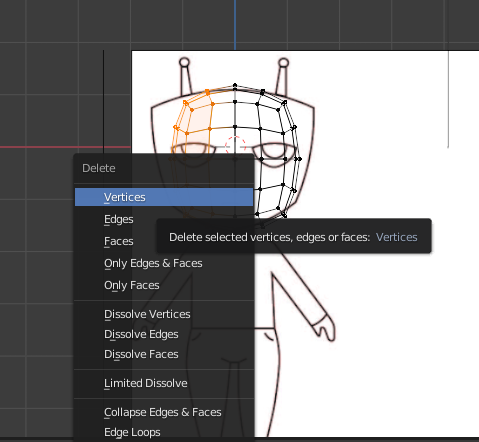 Delete
Vertices
Edges
Faces
Only Edges & Faces
Only Faces
Dissolve Vertices
Dissolve Edges
Dissolve Faces
Limited Dissolve
Collapse Edges & Faces
Edge Loops
Delete selected vertices, edges or faces: Vertices